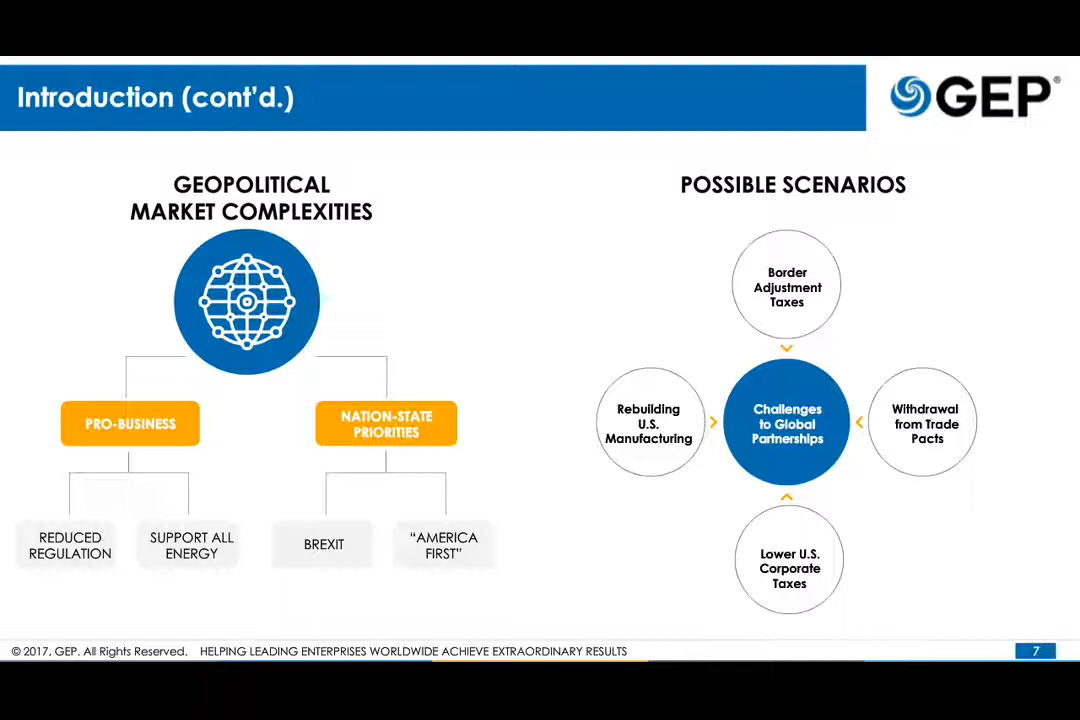 Introduction (cont’d.)
GEP®
GEOPOLITICAL
MARKET COMPLEXITIES
PRO-BUSINESS
NATION-STATE
PRIORITIES
REDUCED
REGULATION
SUPPORT ALL
ENERGY
BREXIT
“AMERICA
FIRST”
POSSIBLE SCENARIOS
Border
Adjustment
Taxes
Rebuilding
U.S.
Manufacturing
Challenges
to Global
Partnerships
Withdrawal
from Trade
Pacts
Lower U.S.
Corporate
Taxes
© 2017, GEP. All Rights Reserved. HELPING LEADING ENTERPRISES WORLDWIDE ACHIEVE EXTRAORDINARY RESULTS
7